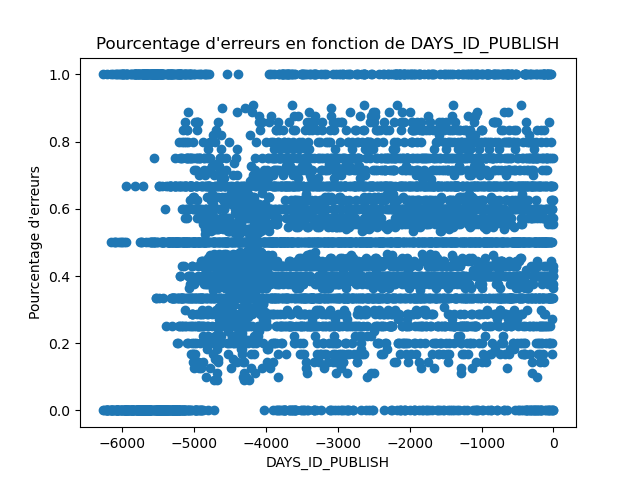 Pourcentage d'erreurs en fonction de DAYS_ID_PUBLISH
1.0
0.8
0.6
0.4
0.2
0.0
Pourcentage d'erreurs
−6000 −5000 −4000 −3000 −2000 −1000 0
DAYS_ID_PUBLISH